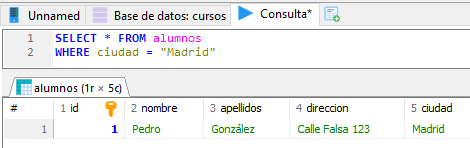 Unnamed Base de datos: cursos Consulta*
1 SELECT * FROM alumnos
2 WHERE ciudad = "Madrid"
alumnos (1r × 5c)
# 1 id 2 nombre 3 apellidos 4 direccion 5 ciudad
1 1 Pedro González Calle Falsa 123 Madrid